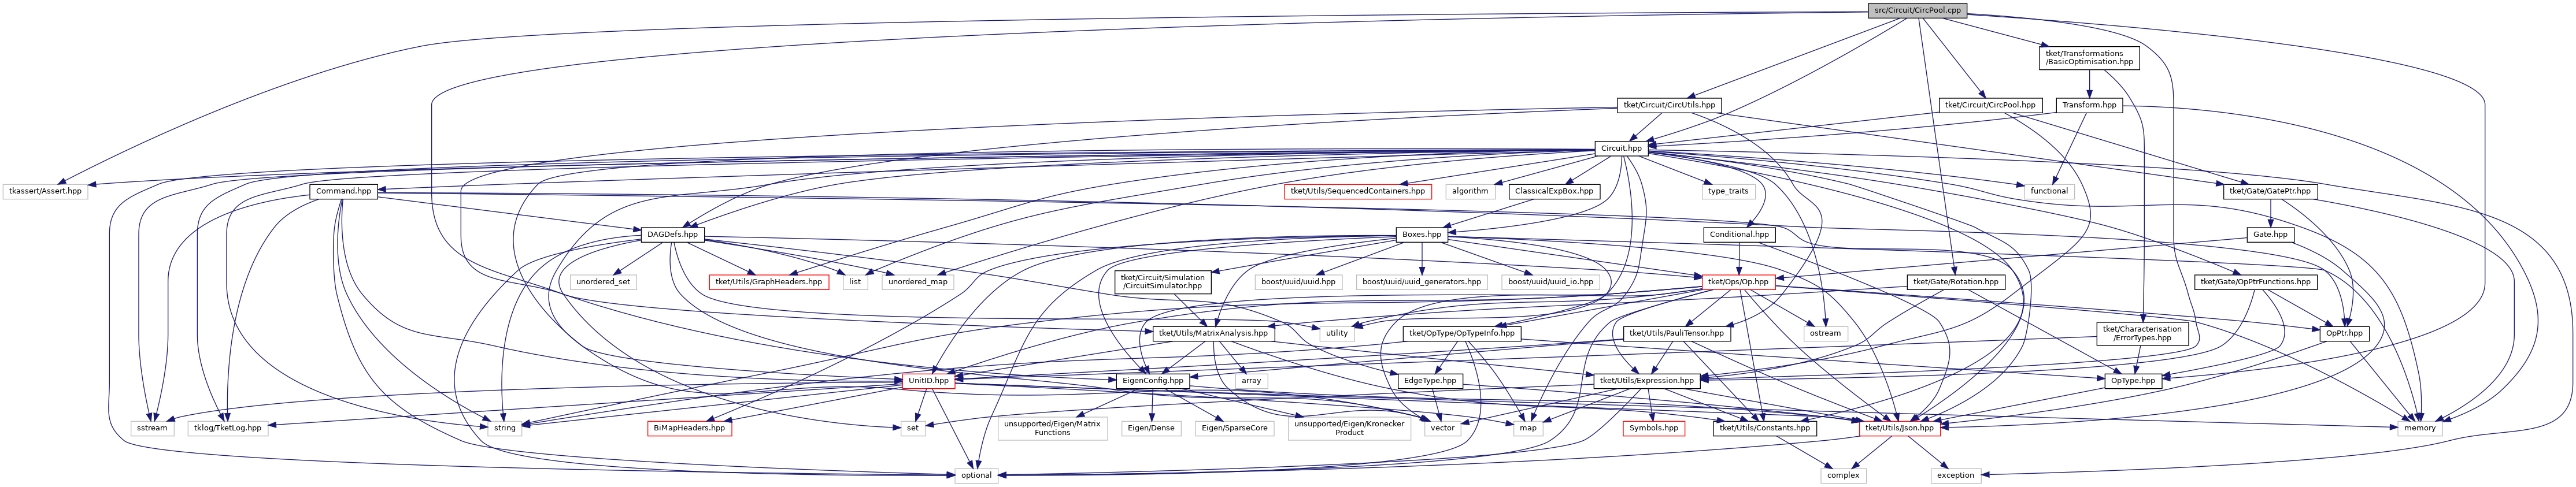 src/Circuit/CircPool.cpp
tket/Transformations
/BasicOptimisation.hpp
tket/Circuit/CircUtils.hpp
tket/Circuit/CircPool.hpp
Transform.hpp
Circuit.hpp
tkassert/Assert.hpp
Command.hpp
tket/Utils/SequencedContainers.hpp
algorithm
ClassicalExpBox.hpp
type_traits
functional
tket/Gate/GatePtr.hpp
DAGDefs.hpp
Boxes.hpp
Conditional.hpp
Gate.hpp
unordered_set
tket/Utils/GraphHeaders.hpp
list
unordered_map
tket/Circuit/Simulation
/CircuitSimulator.hpp
boost/uuid/uuid.hpp
boost/uuid/uuid_generators.hpp
boost/uuid/uuid_io.hpp
tket/Ops/Op.hpp
tket/Gate/Rotation.hpp
tket/Gate/OpPtrFunctions.hpp
tket/Utils/MatrixAnalysis.hpp
utility
tket/OpType/OpTypeInfo.hpp
tket/Utils/PauliTensor.hpp
ostream
tket/Characterisation
/ErrorTypes.hpp
OpPtr.hpp
UnitID.hpp
EigenConfig.hpp
array
EdgeType.hpp
tket/Utils/Expression.hpp
OpType.hpp
sstream
tklog/TketLog.hpp
string
BiMapHeaders.hpp
set
unsupported/Eigen/Matrix
Functions
Eigen/Dense
Eigen/SparseCore
unsupported/Eigen/Kronecker
Product
vector
map
Symbols.hpp
tket/Utils/Constants.hpp
tket/Utils/Json.hpp
memory
optional
complex
exception